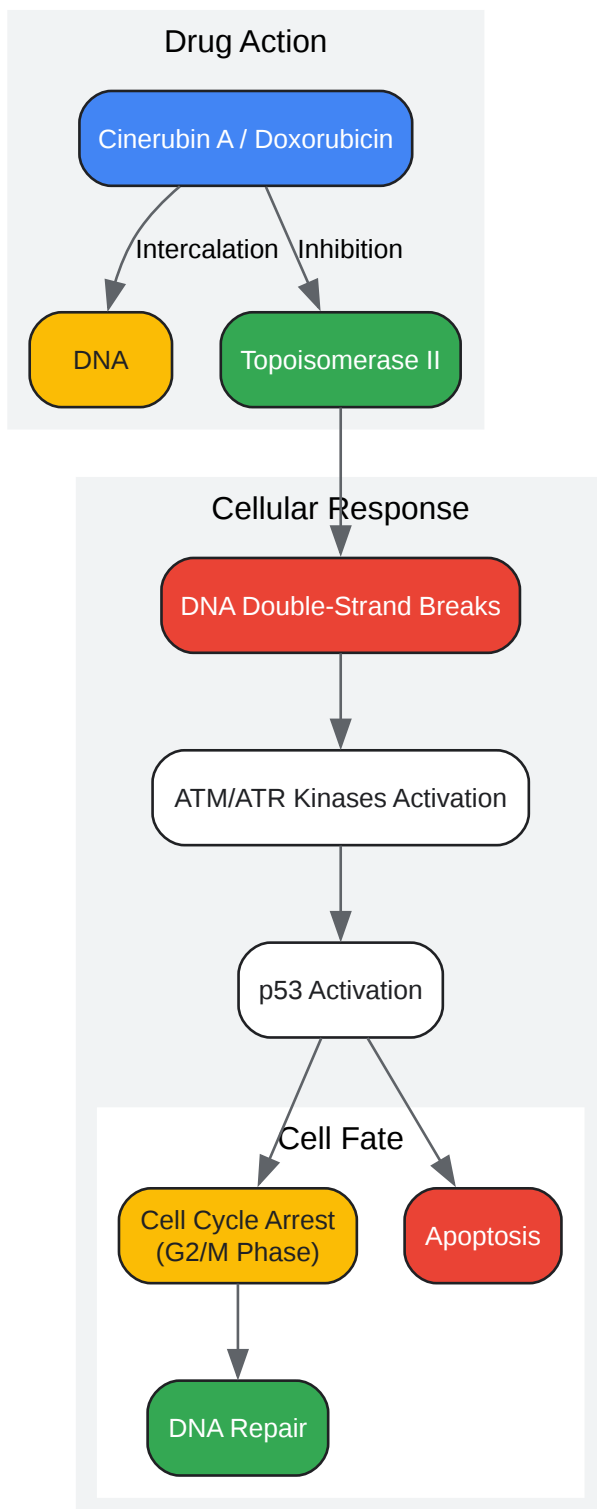 Drug Action
Cinerubin A / Doxorubicin
Intercalation
Inhibition
DNA
Topoisomerase II
Cellular Response
DNA Double-Strand Breaks
ATM/ATR Kinases Activation
p53 Activation
Cell Fate
Cell Cycle Arrest
(G2/M Phase)
Apoptosis
DNA Repair